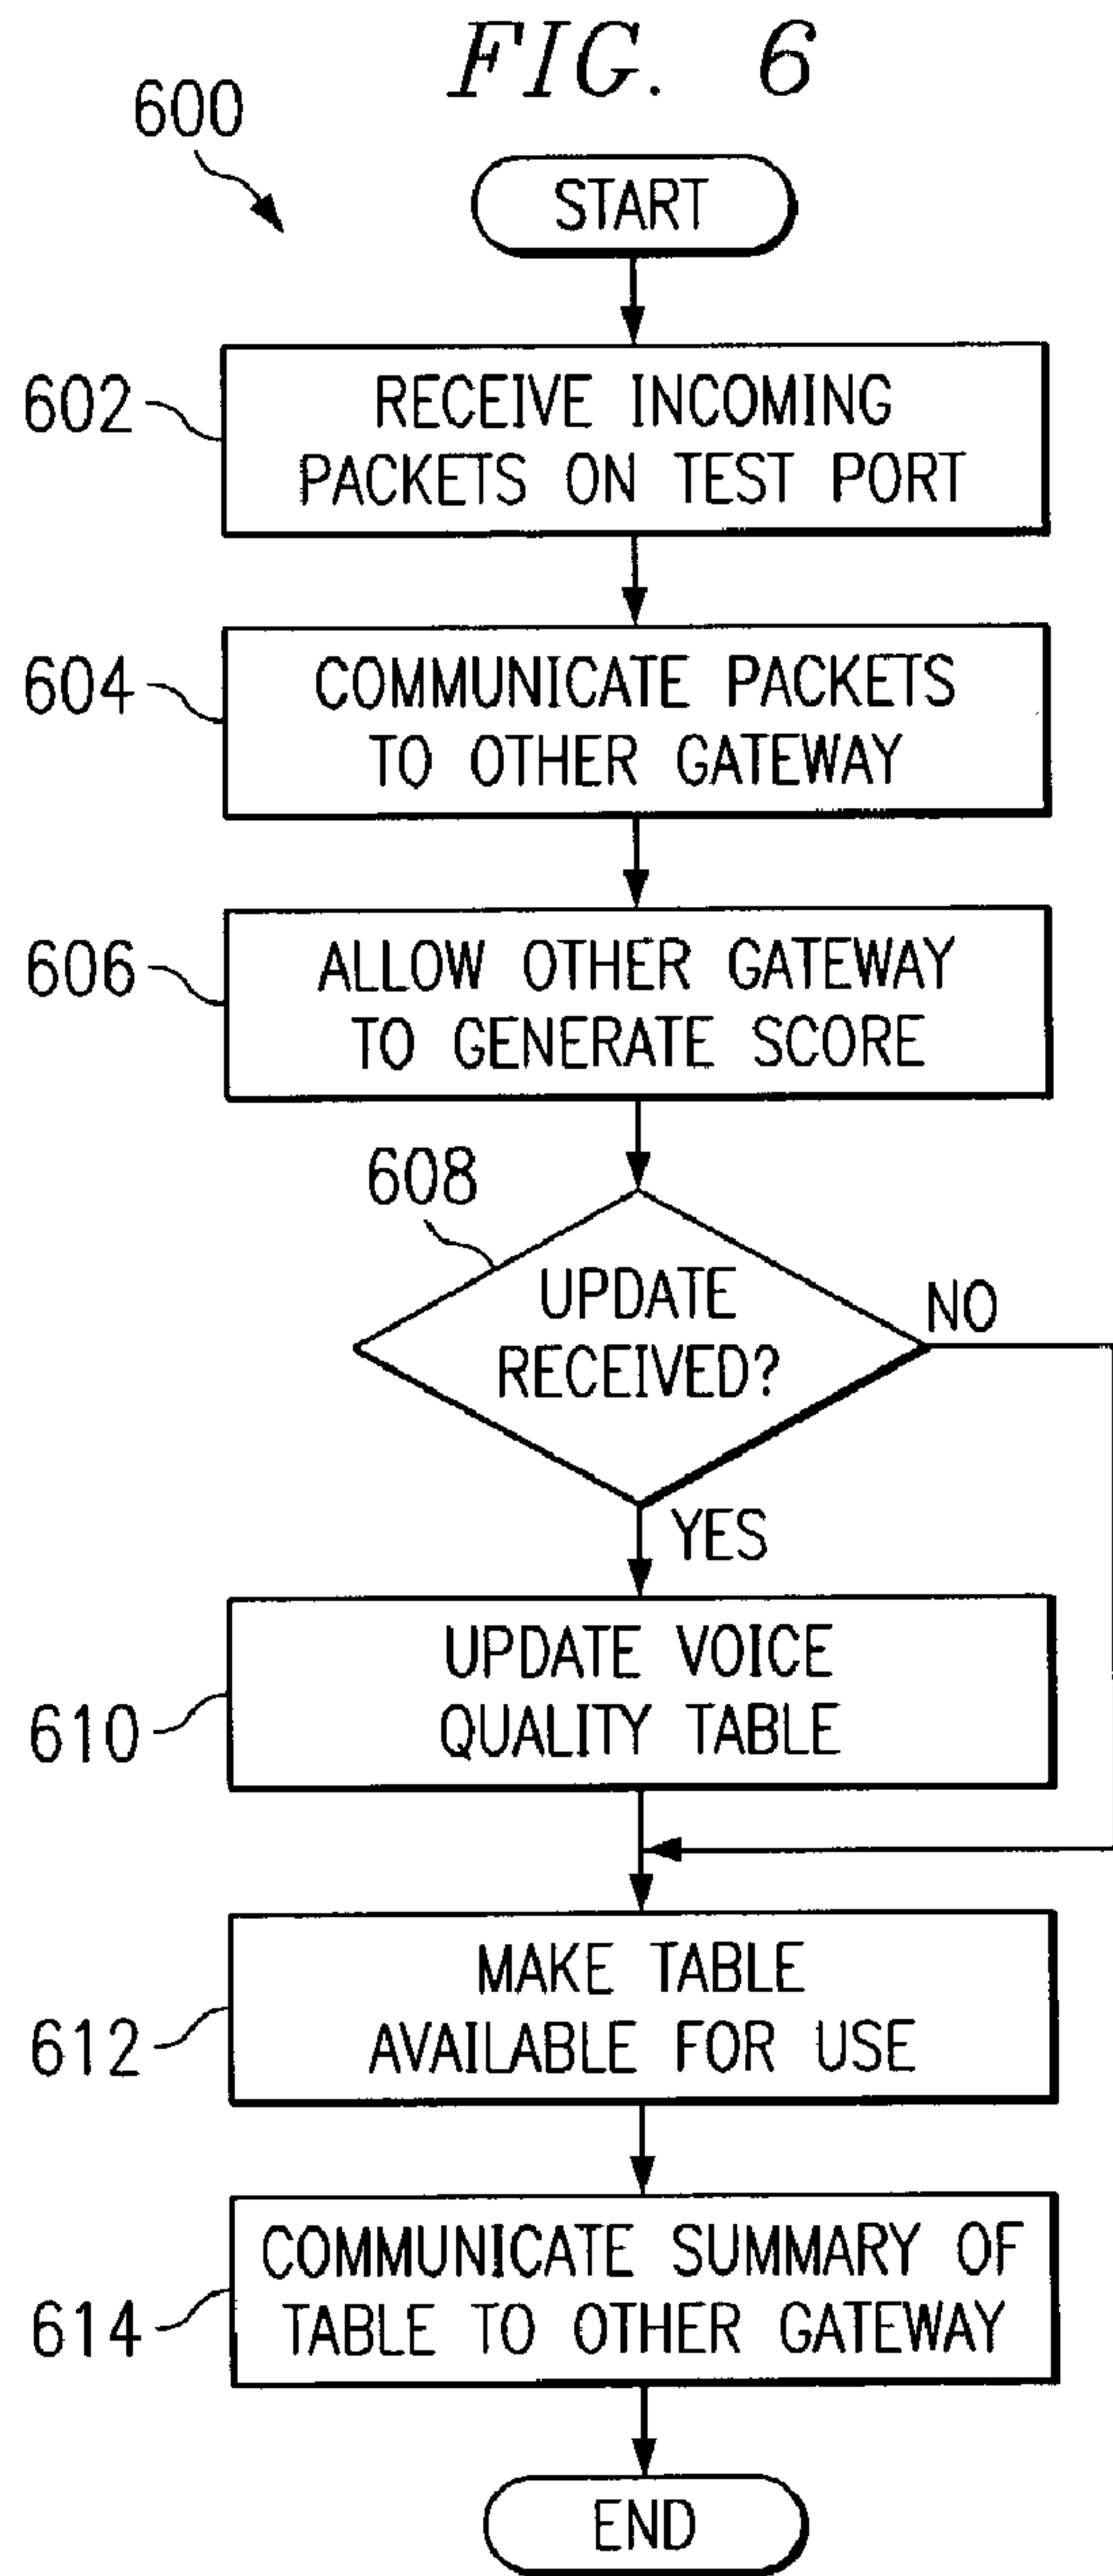 FIG. 6
600
START
602
RECEIVE INCOMING
PACKETS ON TEST PORT
604
COMMUNICATE PACKETS
TO OTHER GATEWAY
606
ALLOW OTHER GATEWAY
TO GENERATE SCORE
608
UPDATE
RECEIVED?
NO
YES
610
UPDATE VOICE
QUALITY TABLE
612
MAKE TABLE
AVAILABLE FOR USE
614
COMMUNICATE SUMMARY OF
TABLE TO OTHER GATEWAY
END